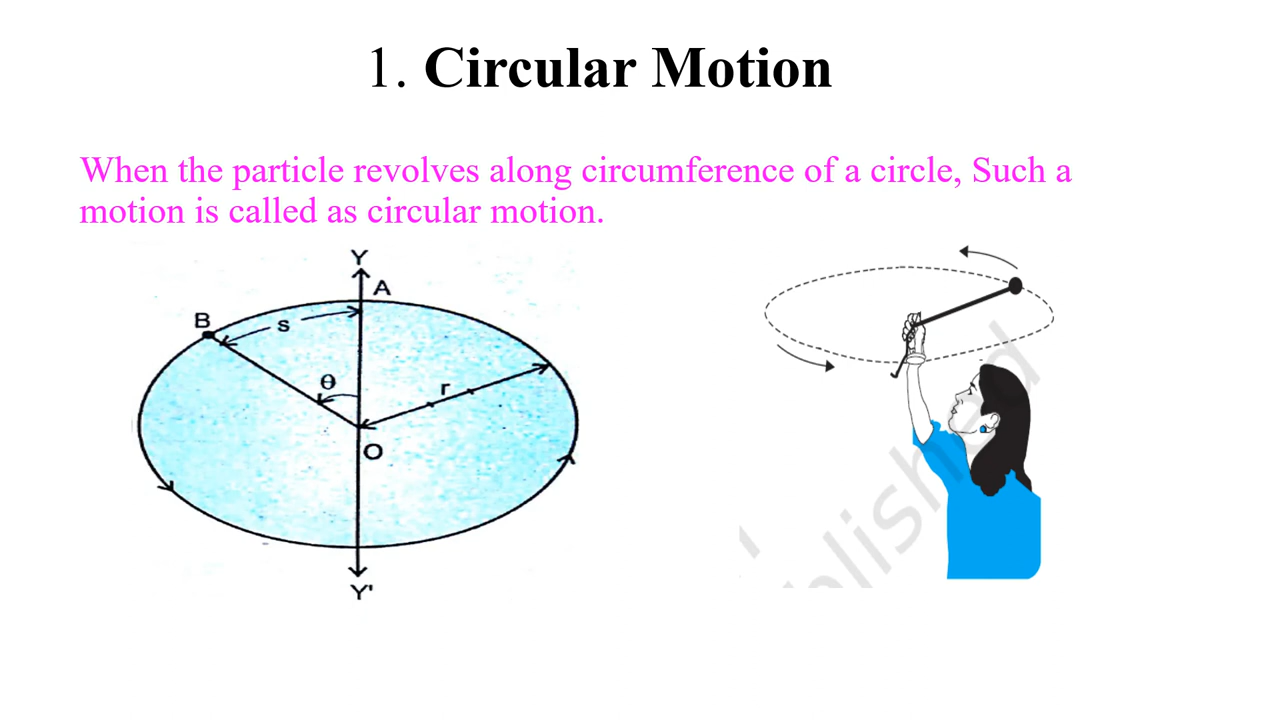 1. Circular Motion
When the particle revolves along circumference of a circle, Such a
motion is called as circular motion.
Y
A
B
s
θ
r
O
Y'